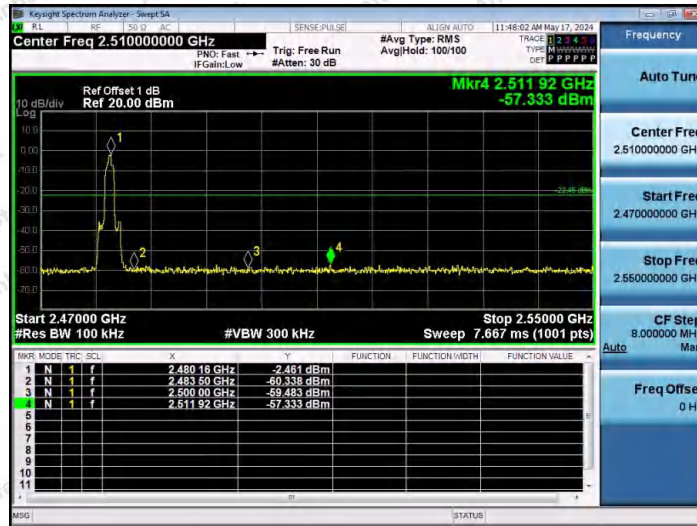 Keysight Spectrum Analyzer - Swept SA
RL RF 50 Ω AC SENSE:PULSE ALIGN AUTO 11:48:02 AM May 17, 2024
Center Freq 2.510000000 GHz
PNO: Fast
IFGain:Low
Trig: Free Run
#Atten: 30 dB
#Avg Type: RMS
Avg|Hold: 100/100
TRACE 1 2 3 4 5 6
TYPE M
DET P P P P P P
Frequency
Auto Tune
Center Freq
2.510000000 GH
Start Fre
2.470000000 GH
Stop Fre
2.550000000 GH
CF Step
8.000000 MH
Auto Ma
Freq Offse
0 H
Mkr4 2.511 92 GHz
-57.333 dBm
Ref Offset 1 dB
10 dB/div Ref 20.00 dBm
Log
10.0
0.00
-10.0
-20.0
-30.0
-40.0
-50.0
-60.0
-70.0
1
2
3
4
-22.46 dBm
Start 2.47000 GHz Stop 2.55000 GHz
#Res BW 100 kHz #VBW 300 kHz Sweep 7.667 ms (1001 pts)
MKR MODE TRC SCL X Y FUNCTION FUNCTION WIDTH FUNCTION VALUE
1 N 1 f 2.480 16 GHz -2.461 dBm
2 N 1 f 2.483 50 GHz -60.338 dBm
3 N 1 f 2.500 00 GHz -59.483 dBm
4 N 1 f 2.511 92 GHz -57.333 dBm
5
6
7
8
9
10
11
MSG STATUS